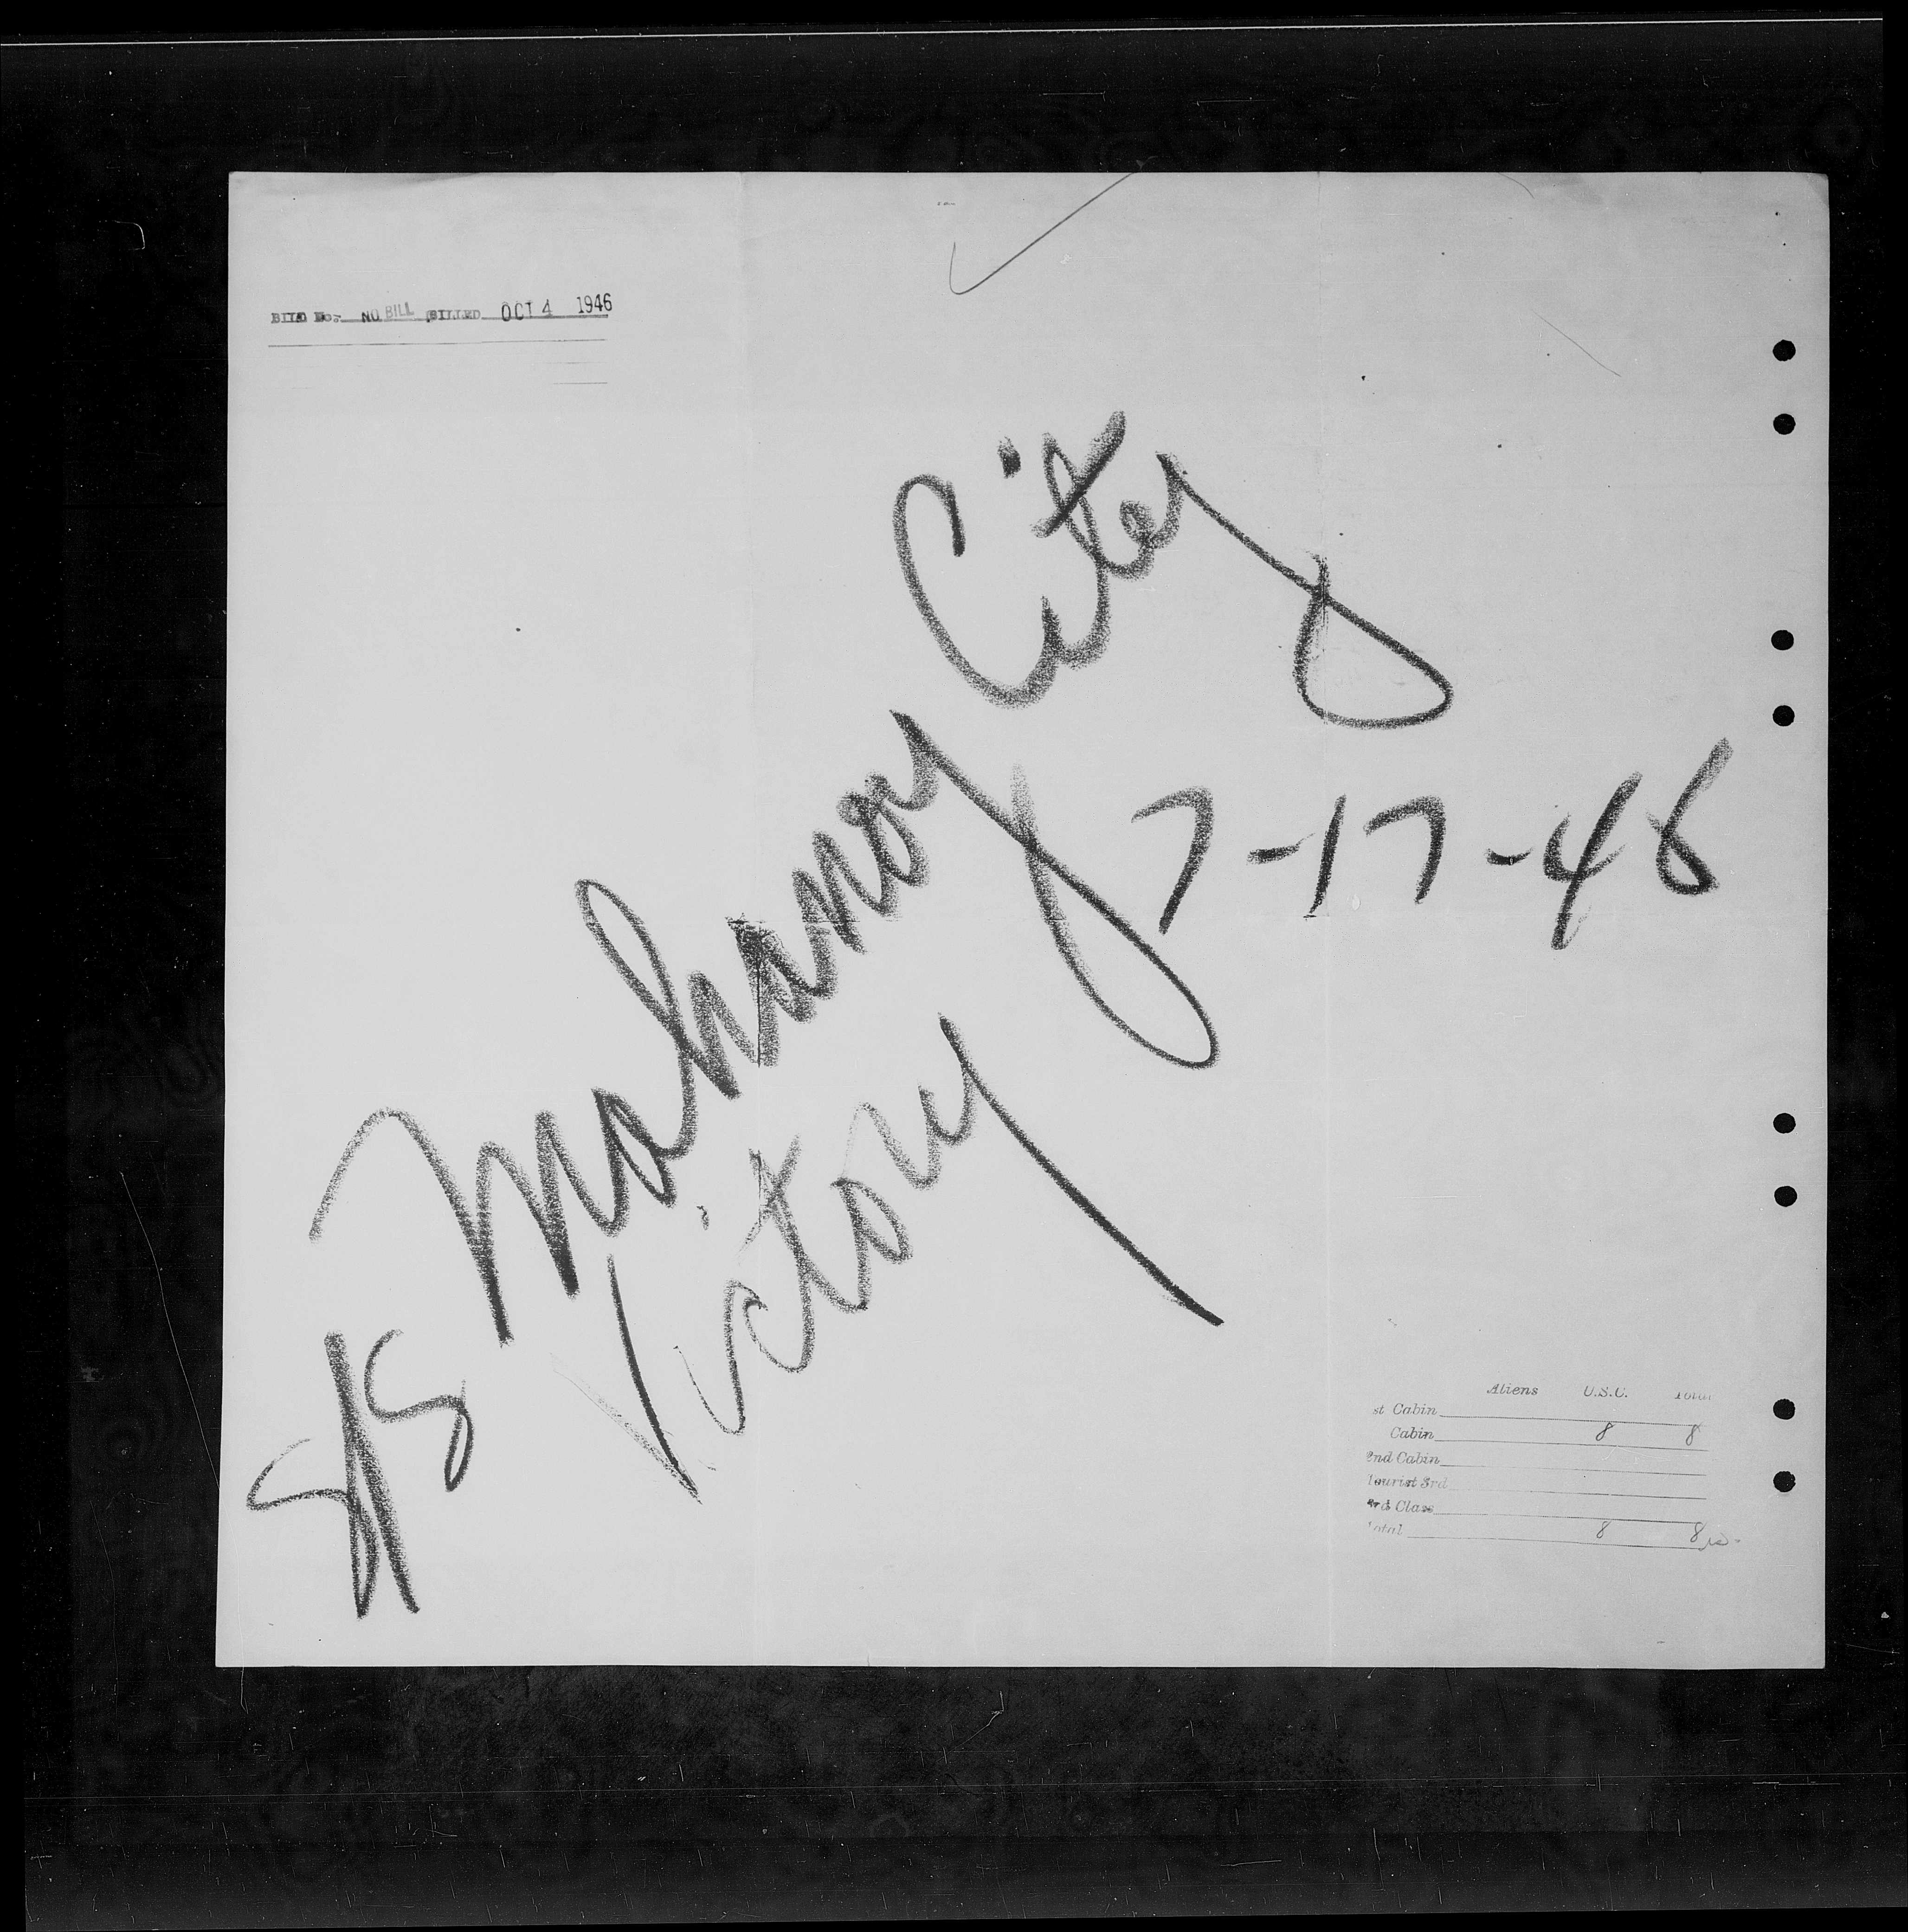 BILL No. NO BILL BILLED OCT 4 1946
S/S Mahanoy City
Victory
7-17-46
Aliens U.S.C. Total
st Cabin
Cabin 8 8
2nd Cabin
Tourist 3rd
3rd Class
Total 8 8